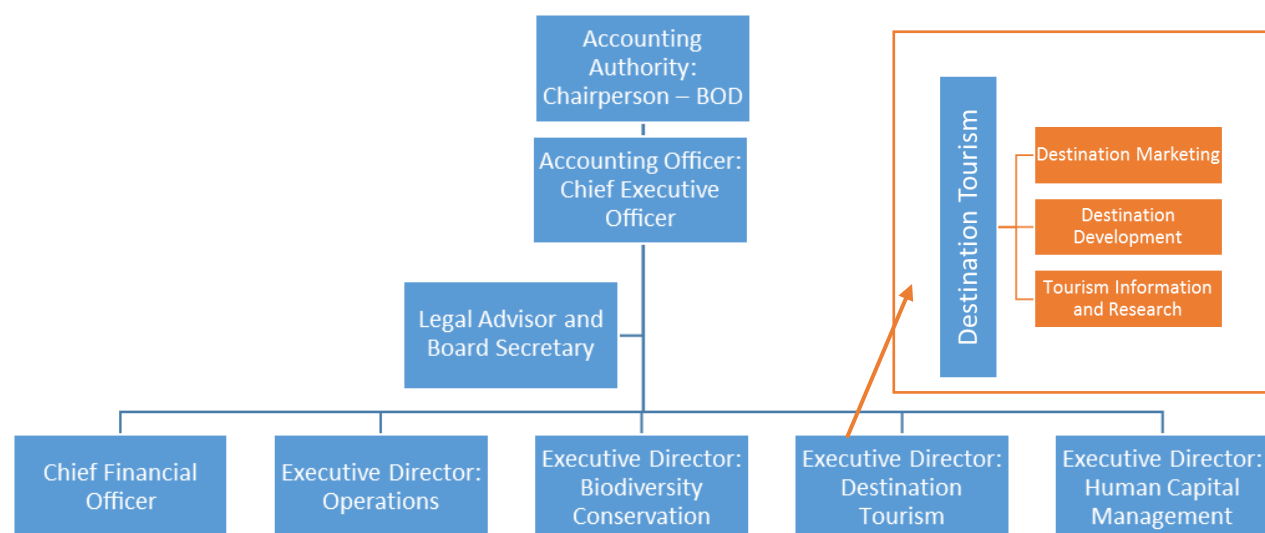 Accounting
Authority:
Chairperson – BOD
Accounting Officer:
Chief Executive
Officer
Legal Advisor and
Board Secretary
Chief Financial
Officer
Executive Director:
Operations
Executive Director:
Biodiversity
Conservation
Executive Director:
Destination
Tourism
Executive Director:
Human Capital
Management
Destination Tourism
Destination Marketing
Destination
Development
Tourism Information
and Research